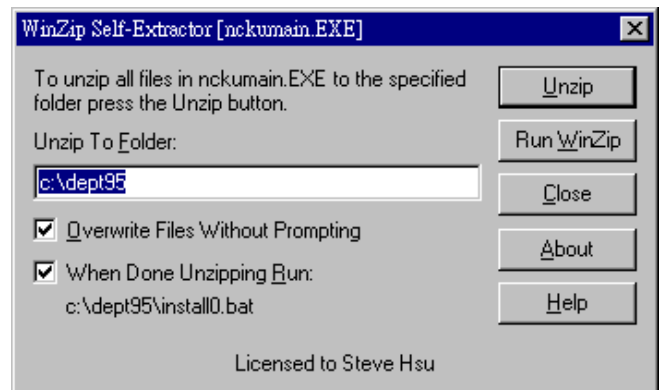 WinZip Self-Extractor [nckumain.EXE]
To unzip all files in nckumain.EXE to the specified
folder press the Unzip button.
Unzip To Folder:
c:\dept95
Overwrite Files Without Prompting
When Done Unzipping Run:
c:\dept95\install0.bat
Unzip
Run WinZip
Close
About
Help
Licensed to Steve Hsu